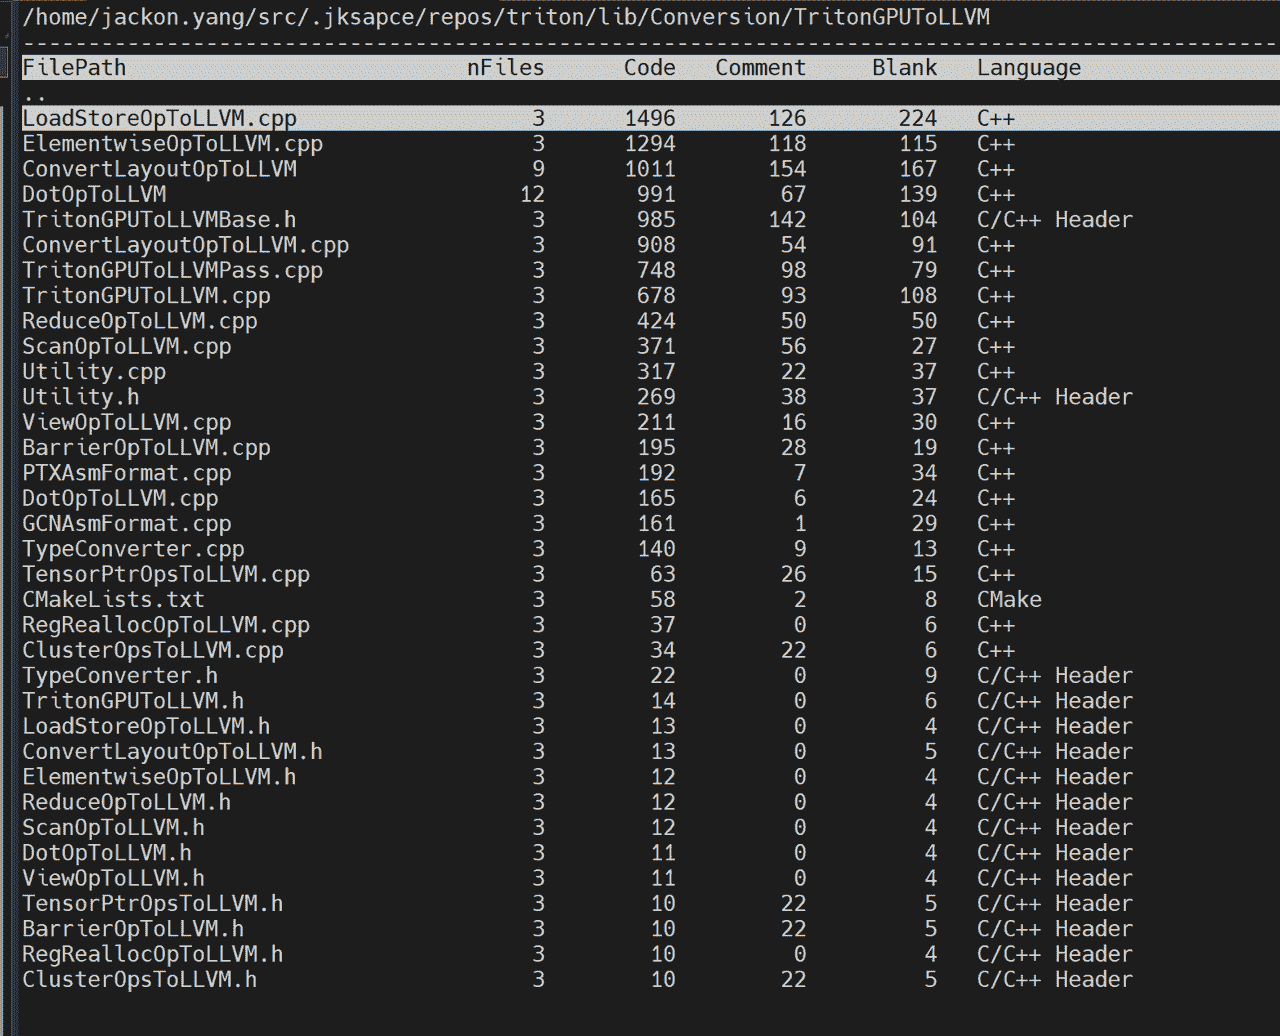 /home/jackon.yang/src/.jksapce/repos/triton/lib/Conversion/TritonGPUToLLVM
------------------------------------------------------------------------------------------------
FilePath nFiles Code Comment Blank Language
..
LoadStoreOpToLLVM.cpp 3 1496 126 224 C++
ElementwiseOpToLLVM.cpp 3 1294 118 115 C++
ConvertLayoutOpToLLVM 9 1011 154 167 C++
DotOpToLLVM 12 991 67 139 C++
TritonGPUToLLVMBase.h 3 985 142 104 C/C++ Header
ConvertLayoutOpToLLVM.cpp 3 908 54 91 C++
TritonGPUToLLVMPass.cpp 3 748 98 79 C++
TritonGPUToLLVM.cpp 3 678 93 108 C++
ReduceOpToLLVM.cpp 3 424 50 50 C++
ScanOpToLLVM.cpp 3 371 56 27 C++
Utility.cpp 3 317 22 37 C++
Utility.h 3 269 38 37 C/C++ Header
ViewOpToLLVM.cpp 3 211 16 30 C++
BarrierOpToLLVM.cpp 3 195 28 19 C++
PTXAsmFormat.cpp 3 192 7 34 C++
DotOpToLLVM.cpp 3 165 6 24 C++
GCNAsmFormat.cpp 3 161 1 29 C++
TypeConverter.cpp 3 140 9 13 C++
TensorPtrOpsToLLVM.cpp 3 63 26 15 C++
CMakeLists.txt 3 58 2 8 CMake
RegReallocOpToLLVM.cpp 3 37 0 6 C++
ClusterOpsToLLVM.cpp 3 34 22 6 C++
TypeConverter.h 3 22 0 9 C/C++ Header
TritonGPUToLLVM.h 3 14 0 6 C/C++ Header
LoadStoreOpToLLVM.h 3 13 0 4 C/C++ Header
ConvertLayoutOpToLLVM.h 3 13 0 5 C/C++ Header
ElementwiseOpToLLVM.h 3 12 0 4 C/C++ Header
ReduceOpToLLVM.h 3 12 0 4 C/C++ Header
ScanOpToLLVM.h 3 12 0 4 C/C++ Header
DotOpToLLVM.h 3 11 0 4 C/C++ Header
ViewOpToLLVM.h 3 11 0 4 C/C++ Header
TensorPtrOpsToLLVM.h 3 10 22 5 C/C++ Header
BarrierOpToLLVM.h 3 10 22 5 C/C++ Header
RegReallocOpToLLVM.h 3 10 0 4 C/C++ Header
ClusterOpsToLLVM.h 3 10 22 5 C/C++ Header